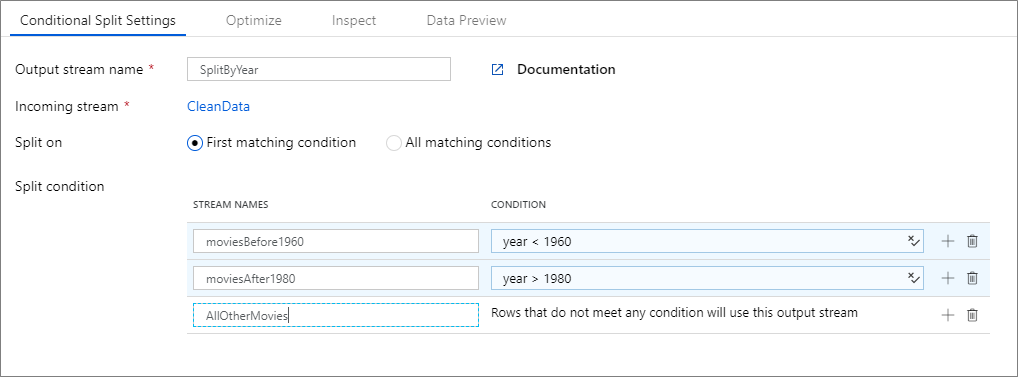 Conditional Split Settings Optimize Inspect Data Preview
Output stream name * SplitByYear Documentation
Incoming stream * CleanData
Split on First matching condition All matching conditions
Split condition
STREAM NAMES CONDITION
moviesBefore1960 year < 1960
moviesAfter1980 year > 1980
AllOtherMovies Rows that do not meet any condition will use this output stream